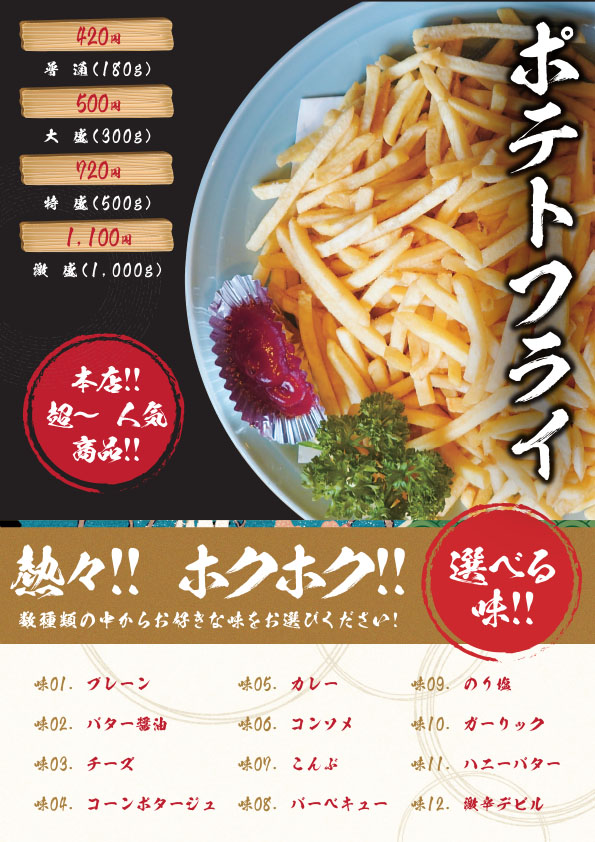 420円
普通(180g)
500円
大盛(300g)
720円
特盛(500g)
1,100円
激盛(1,000g)
ポテトフライ
本店!!
超〜 人気
商品!!
熱々!! ホクホク!!
数種類の中からお好きな味をお選びください!
選べる
味!!
味01. プレーン
味02. バター醤油
味03. チーズ
味04. コーンポタージュ
味05. カレー
味06. コンソメ
味07. こんぶ
味08. バーベキュー
味09. のり塩
味10. ガーリック
味11. ハニーバター
味12. 激辛デビル